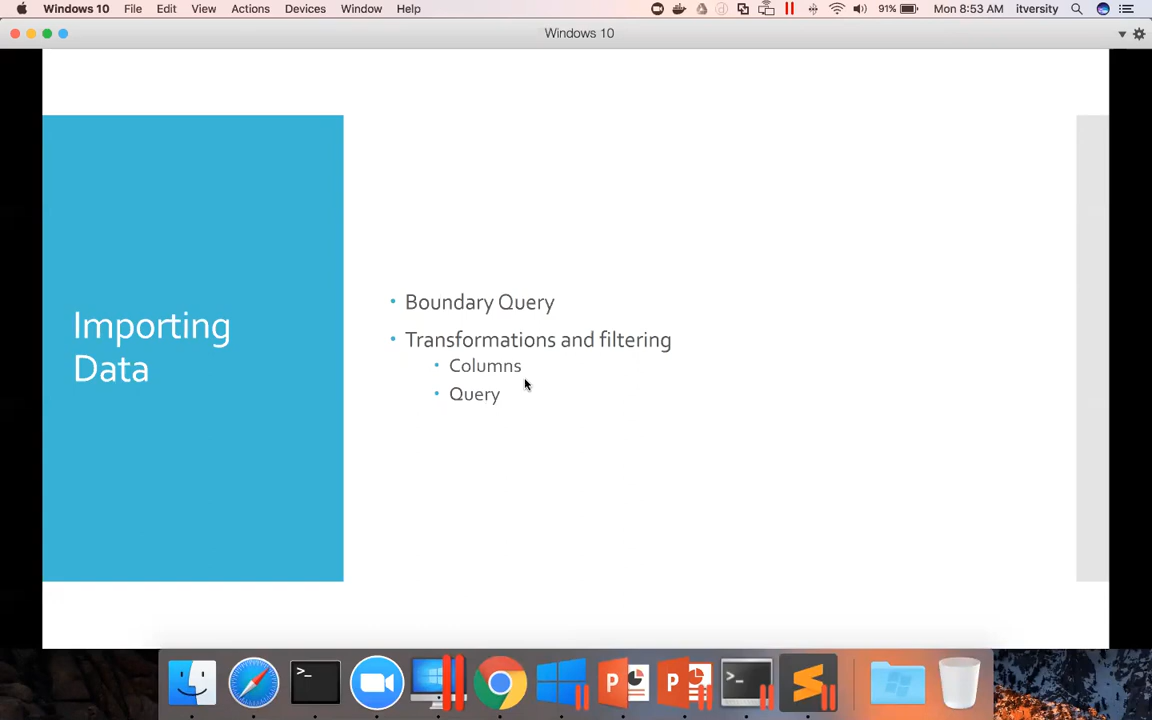 Windows 10 File Edit View Actions Devices Window Help 91% Mon 8:53 AM itversity
Windows 10
Importing
Data
• Boundary Query
• Transformations and filtering
• Columns
• Query